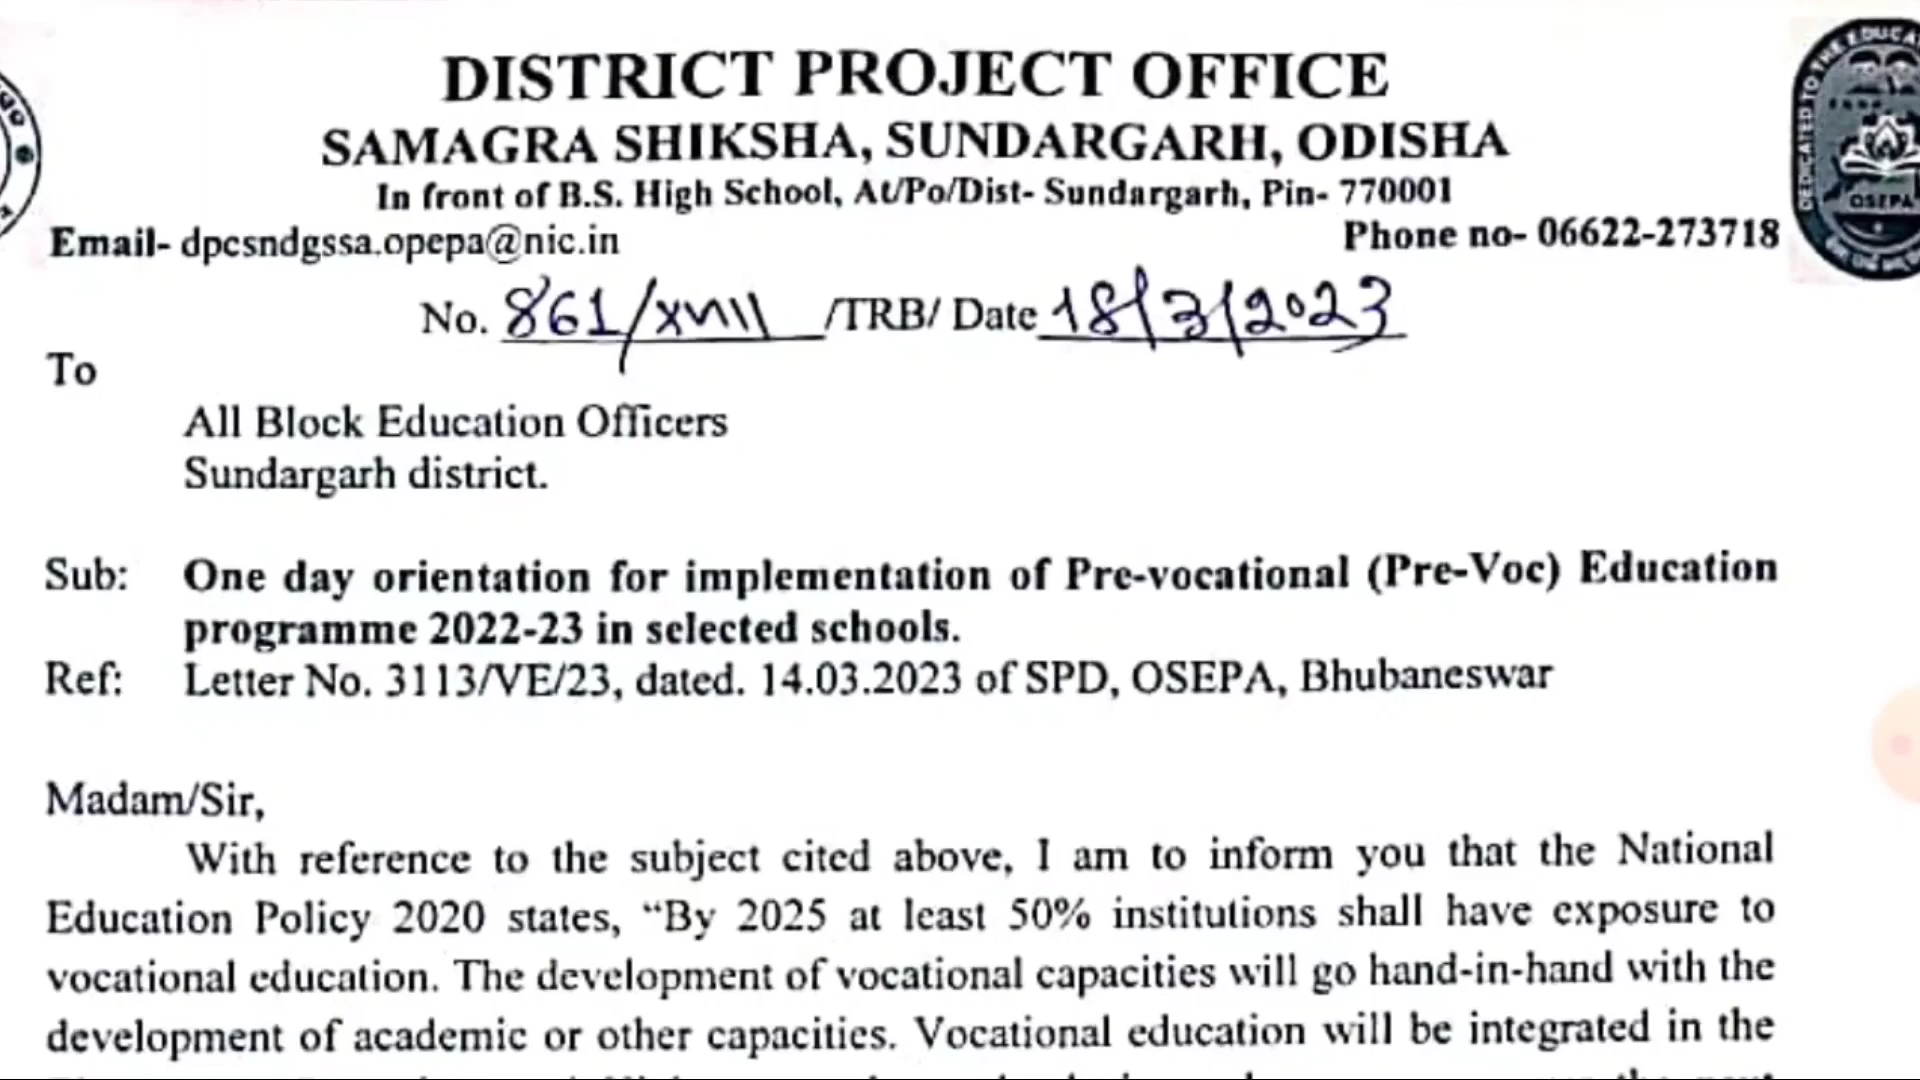 DISTRICT PROJECT OFFICE
SAMAGRA SHIKSHA, SUNDARGARH, ODISHA
In front of B.S. High School, At/Po/Dist- Sundargarh, Pin- 770001
Email- dpcsndgssa.opepa@nic.in Phone no- 06622-273718
OSEPA
No. 861/XVIII /TRB/ Date 18/3/2023
To
All Block Education Officers
Sundargarh district.
Sub: One day orientation for implementation of Pre-vocational (Pre-Voc) Education
programme 2022-23 in selected schools.
Ref: Letter No. 3113/VE/23, dated. 14.03.2023 of SPD, OSEPA, Bhubaneswar
Madam/Sir,
With reference to the subject cited above, I am to inform you that the National
Education Policy 2020 states, “By 2025 at least 50% institutions shall have exposure to
vocational education. The development of vocational capacities will go hand-in-hand with the
development of academic or other capacities. Vocational education will be integrated in the